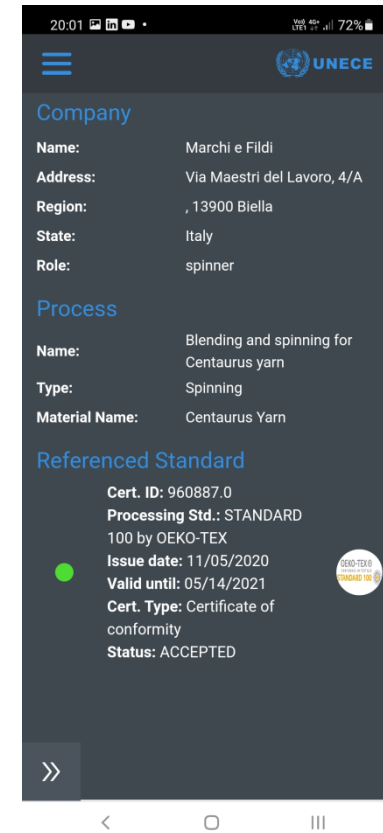 20:01
Vo) 4G+ 72%
LTE1
UNECE
Company
Name: Marchi e Fildi
Address: Via Maestri del Lavoro, 4/A
Region: , 13900 Biella
State: Italy
Role: spinner
Process
Name: Blending and spinning for
Centaurus yarn
Type: Spinning
Material Name: Centaurus Yarn
Referenced Standard
Cert. ID: 960887.0
Processing Std.: STANDARD
100 by OEKO-TEX
Issue date: 11/05/2020
Valid until: 05/14/2021
Cert. Type: Certificate of
conformity
Status: ACCEPTED
OEKO-TEX®
STANDARD 100